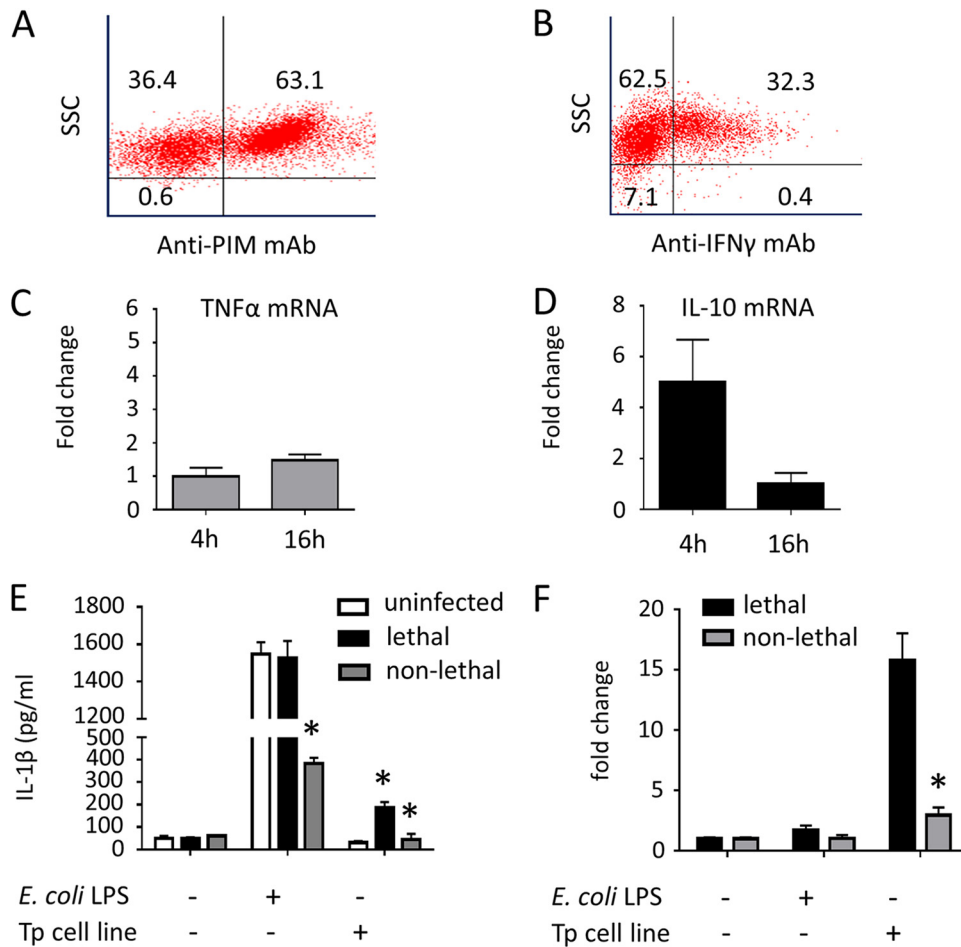 A
36.4
63.1
SSC
0.6
Anti-PIM mAb
B
62.5
32.3
SSC
7.1
0.4
Anti-IFNγ mAb
C
TNFα mRNA
Fold change
6
5
4
3
2
1
0
4h
16h
D
IL-10 mRNA
Fold change
8
6
4
2
0
4h
16h
E
IL-1β (pg/ml
1800
1600
1400
1200
500
400
300
200
100
0
uninfected
lethal
non-lethal
*
*
*
E. coli LPS - + -
Tp cell line - - +
F
fold change
20
15
10
5
0
lethal
non-lethal
*
E. coli LPS - + -
Tp cell line - - +